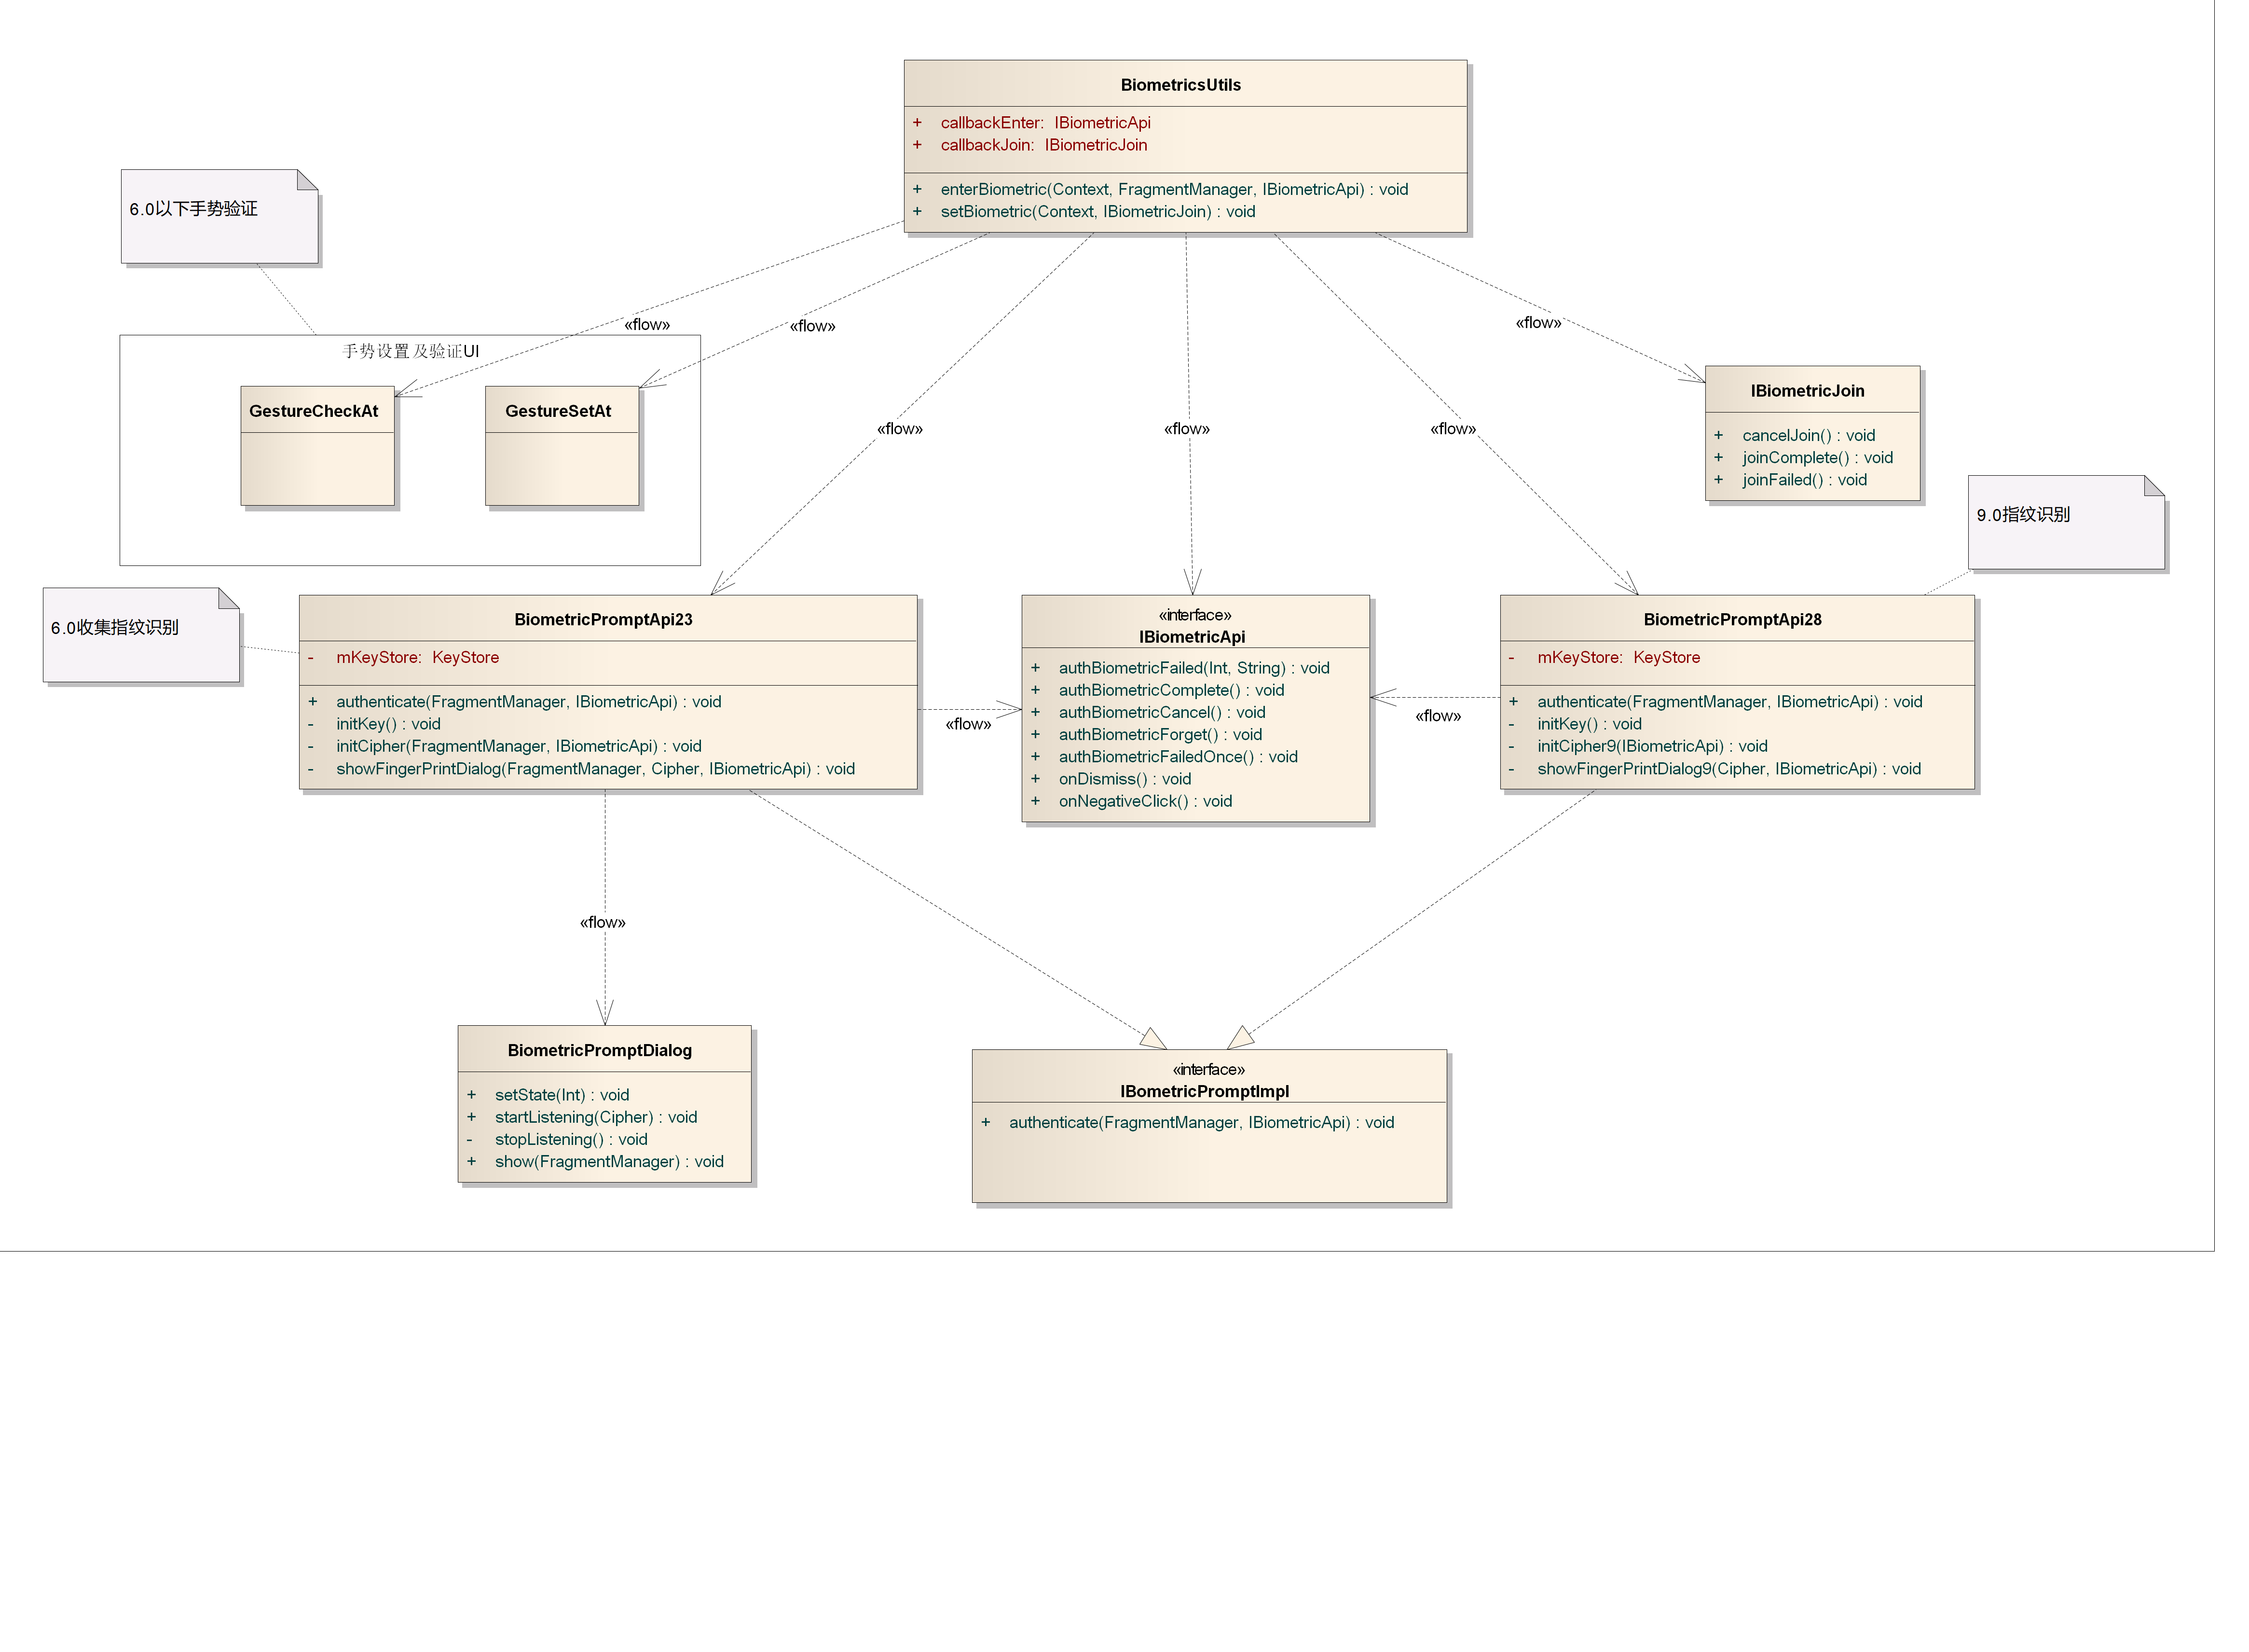 BiometricsUtils
+ callbackEnter: IBiometricApi
+ callbackJoin: IBiometricJoin
+ enterBiometric(Context, FragmentManager, IBiometricApi) : void
+ setBiometric(Context, IBiometricJoin) : void
6.0以下手势验证
«flow»
«flow»
«flow»
手势设置及验证UI
GestureCheckAt
GestureSetAt
IBiometricJoin
+ cancelJoin() : void
+ joinComplete() : void
+ joinFailed() : void
«flow»
«flow»
«flow»
9.0指纹识别
6.0收集指纹识别
BiometricPromptApi23
- mKeyStore: KeyStore
+ authenticate(FragmentManager, IBiometricApi) : void
- initKey() : void
- initCipher(FragmentManager, IBiometricApi) : void
- showFingerPrintDialog(FragmentManager, Cipher, IBiometricApi) : void
«flow»
«interface»
IBiometricApi
+ authBiometricFailed(Int, String) : void
+ authBiometricComplete() : void
+ authBiometricCancel() : void
+ authBiometricForget() : void
+ authBiometricFailedOnce() : void
+ onDismiss() : void
+ onNegativeClick() : void
«flow»
BiometricPromptApi28
- mKeyStore: KeyStore
+ authenticate(FragmentManager, IBiometricApi) : void
- initKey() : void
- initCipher9(IBiometricApi) : void
- showFingerPrintDialog9(Cipher, IBiometricApi) : void
«flow»
BiometricPromptDialog
+ setState(Int) : void
+ startListening(Cipher) : void
- stopListening() : void
+ show(FragmentManager) : void
«interface»
IBometricPromptImpl
+ authenticate(FragmentManager, IBiometricApi) : void